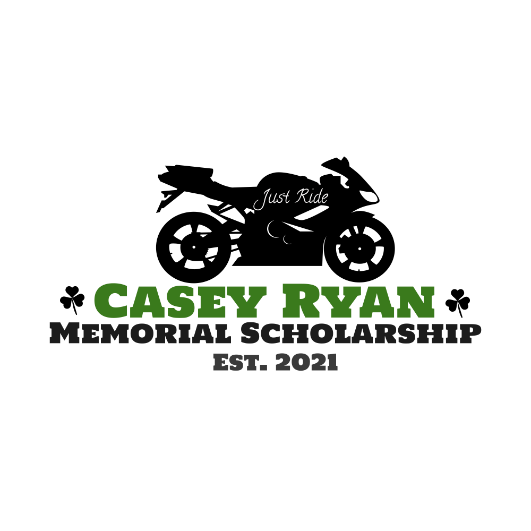 Just Ride
Casey Ryan
Memorial Scholarship
Est. 2021